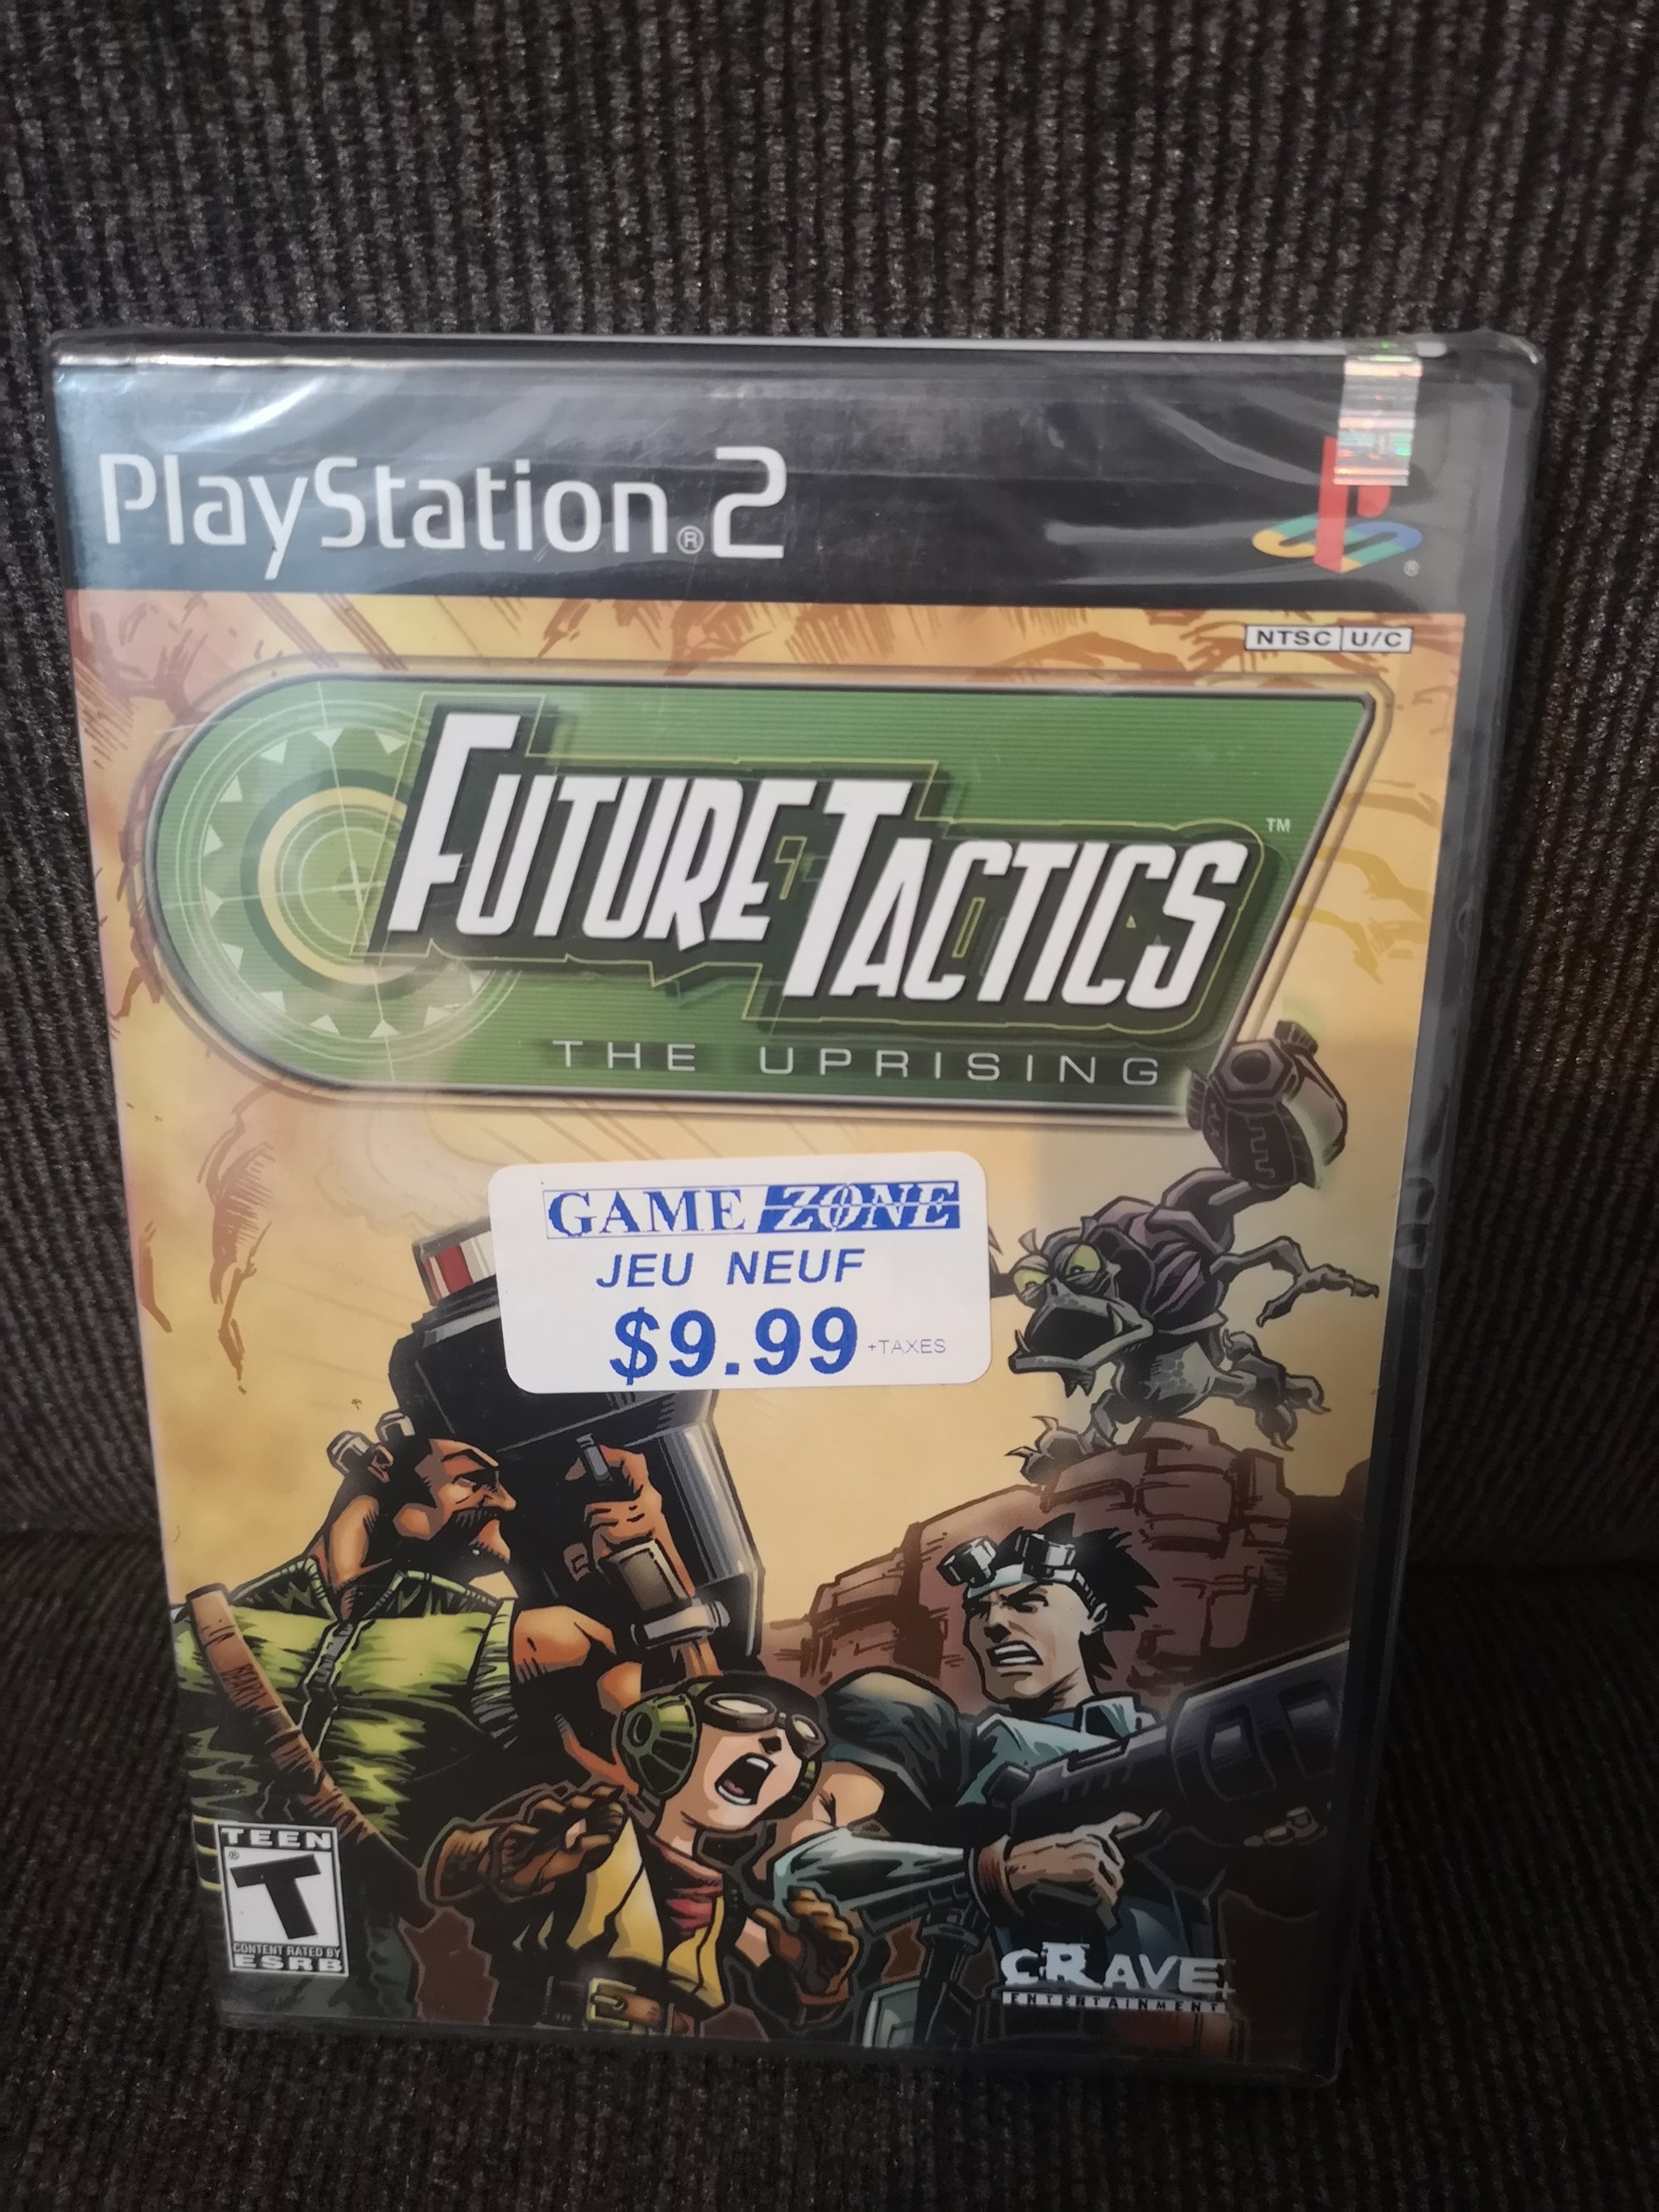 PlayStation®2
®
NTSC U/C
FUTURE TACTICS™
THE UPRISING
GAME ZONE
JEU NEUF
$9.99 +TAXES
TEEN
®
T
CONTENT RATED BY
ESRB
CRAVE
ENTERTAINMENT